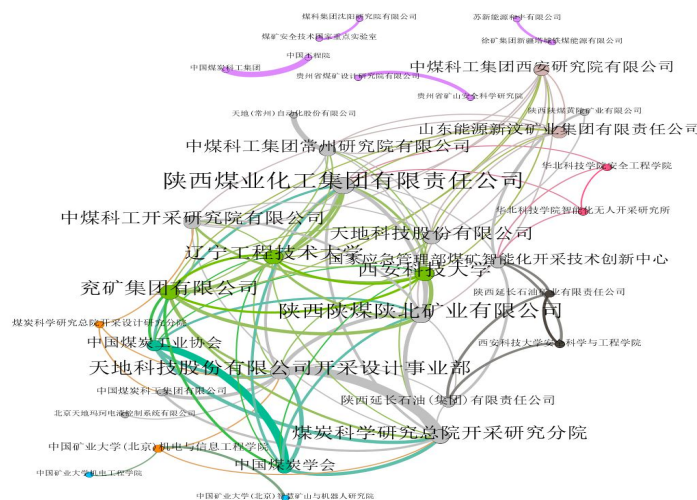 煤科集团沈阳研究院有限公司
苏新能源和丰有限公司
煤矿安全技术国家重点实验室
徐矿集团新疆塔城铁煤能源有限公司
中国工程院
中国煤炭科工集团
中煤科工集团西安研究院有限公司
贵州省煤矿设计研究院有限公司
贵州省矿山安全科学研究院
天地(常州)自动化股份有限公司
陕西陕煤黄陵矿业有限公司
山东能源新汶矿业集团有限责任公司
中煤科工集团常州研究院有限公司
华北科技学院安全工程学院
陕西煤业化工集团有限责任公司
华北科技学院智能化无人开采研究所
中煤科工开采研究院有限公司
天地科技股份有限公司
辽宁工程技术大学
国家应急管理部煤矿智能化开采技术创新中心
西安科技大学
兖矿集团有限公司
陕西延长石油矿业有限责任公司
陕西陕煤陕北矿业有限公司
煤炭科学研究总院开采设计研究分院
中国煤炭工业协会
西安科技大学安全科学与工程学院
天地科技股份有限公司开采设计事业部
中国煤炭科工集团有限公司
陕西延长石油(集团)有限责任公司
北京天地玛珂电液控制系统有限公司
煤炭科学研究总院开采研究分院
中国矿业大学(北京)机电与信息工程学院
中国煤炭学会
中国矿业大学机电工程学院
中国矿业大学(北京)智慧矿山与机器人研究院